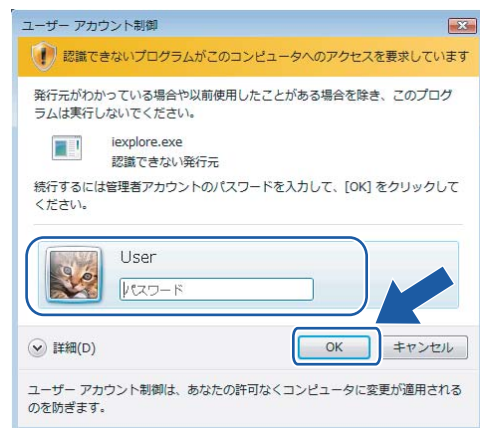 ユーザー アカウント制御
認識できないプログラムがこのコンピュータへのアクセスを要求しています
発行元がわかっている場合や以前使用したことがある場合を除き、このプログ
ラムは実行しないでください。
iexplore.exe
認識できない発行元
続行するには管理者アカウントのパスワードを入力して、[OK] をクリックして
ください。
User
パスワード
詳細(D)
OK
キャンセル
ユーザー アカウント制御は、あなたの許可なくコンピュータに変更が適用される
のを防ぎます。